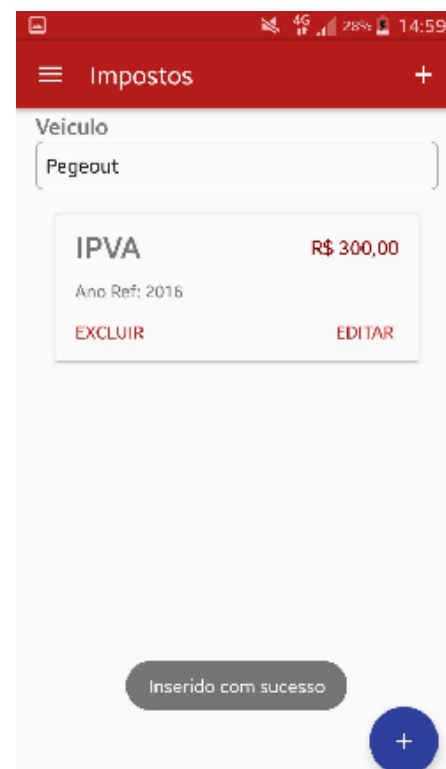 4G 28% 14:59
Impostos +
Veiculo
Pegeout
IPVA R$ 300,00
Ano Ref: 2016
EXCLUIR EDITAR
Inserido com sucesso
+